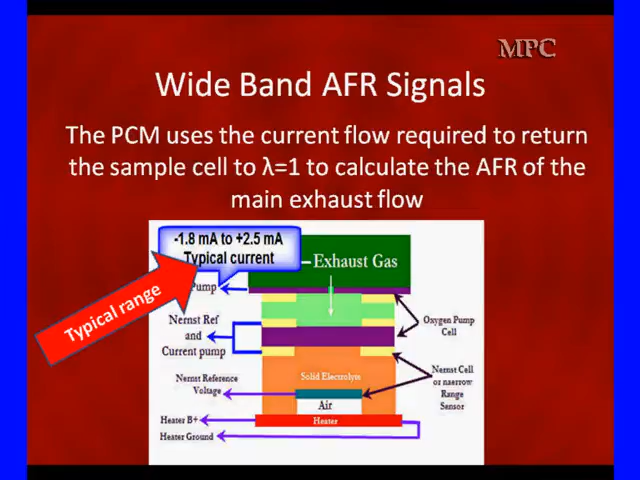 MPC
Wide Band AFR Signals
The PCM uses the current flow required to return
the sample cell to λ=1 to calculate the AFR of the
main exhaust flow
-1.8 mA to +2.5 mA
Typical current
Exhaust Gas
Typical range
Pump
Nernst Ref
and
Current pump
Oxygen Pump
Cell
Nernst Reference
Voltage
Solid Electrolyte
Air
Nernst Cell
or narrow
Range
Sensor
Heater B+
Heater
Heater Ground